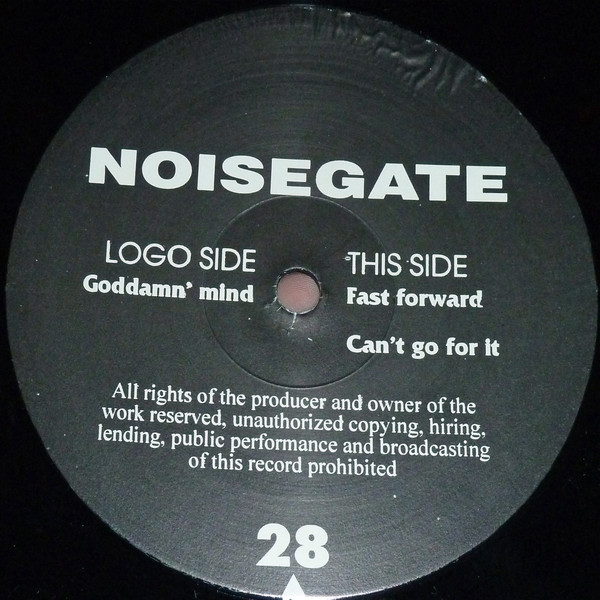 NOISEGATE
LOGO SIDE
Goddamn' mind
THIS SIDE
Fast forward
Can't go for it
All rights of the producer and owner of the
work reserved, unauthorized copying, hiring,
lending, public performance and broadcasting
of this record prohibited
28